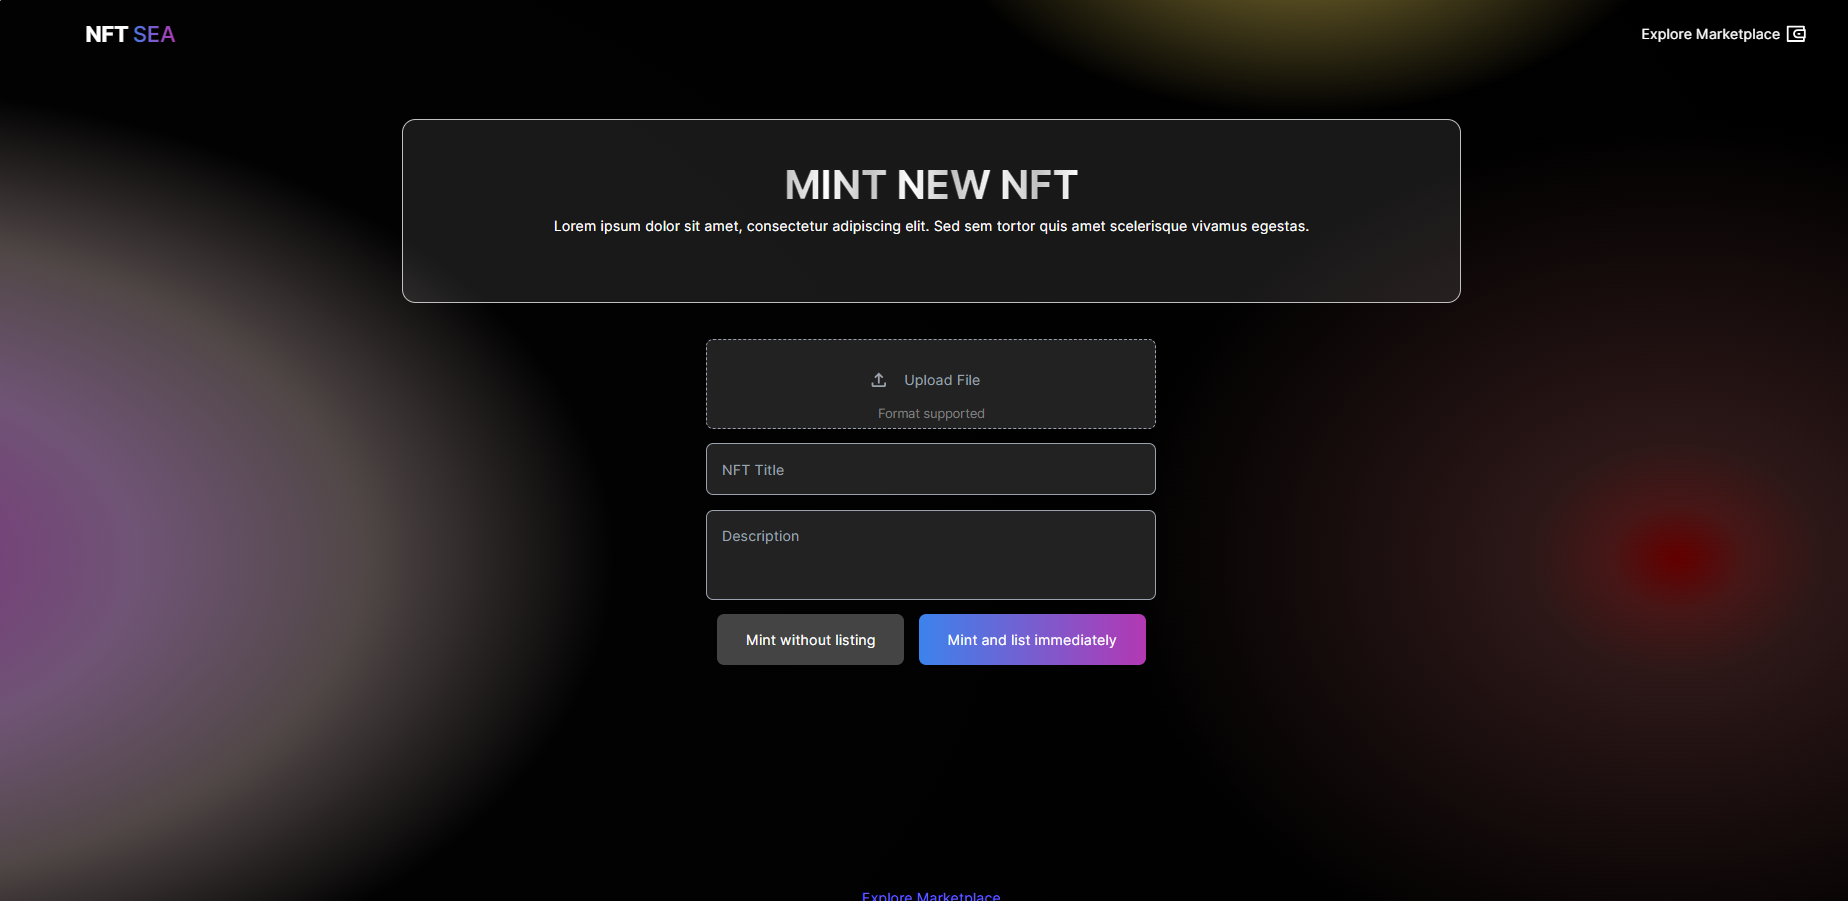 NFT SEA
Explore Marketplace
MINT NEW NFT
Lorem ipsum dolor sit amet, consectetur adipiscing elit. Sed sem tortor quis amet scelerisque vivamus egestas.
Upload File
Format supported
NFT Title
Description
Mint without listing
Mint and list immediately
Explore Marketplace